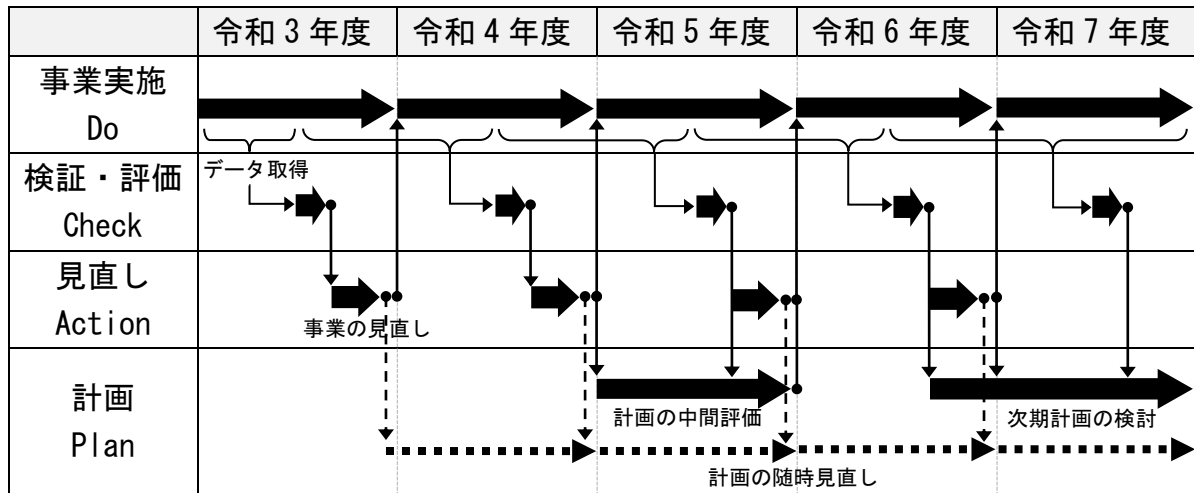 令和３年度 令和４年度 令和５年度 令和６年度 令和７年度
事業実施
Do
データ取得
検証・評価
Check
見直し
Action
事業の見直し
計画
Plan
計画の中間評価
次期計画の検討
計画の随時見直し